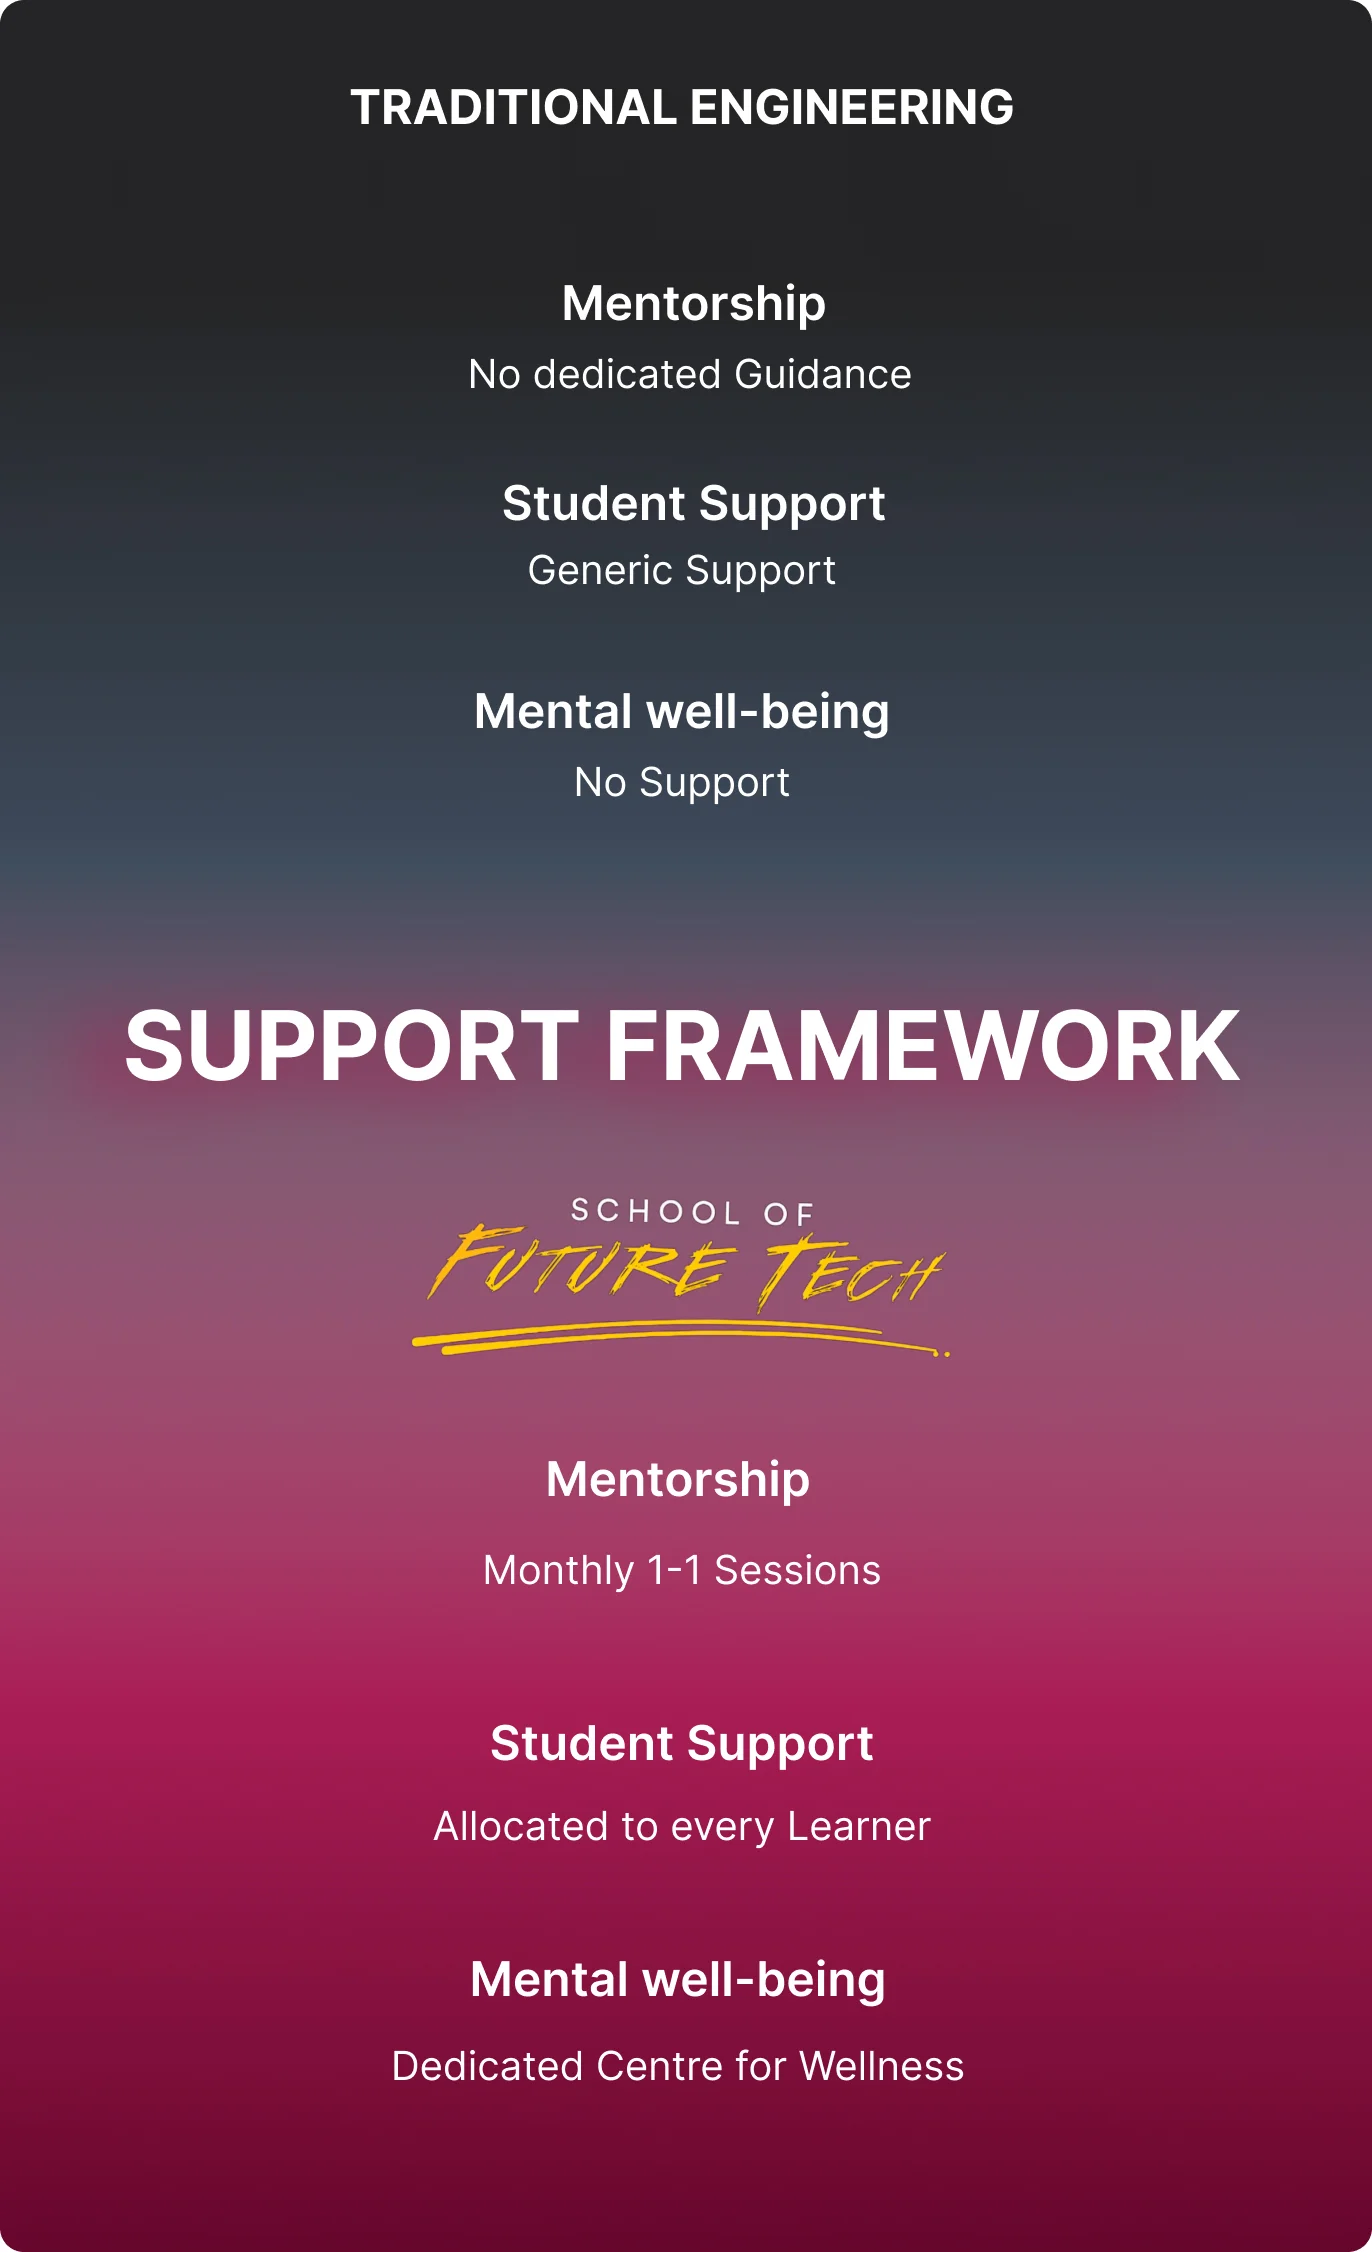 TRADITIONAL ENGINEERING
Mentorship
No dedicated Guidance
Student Support
Generic Support
Mental well-being
No Support
SUPPORT FRAMEWORK
SCHOOL OF
FUTURE TECH
Mentorship
Monthly 1-1 Sessions
Student Support
Allocated to every Learner
Mental well-being
Dedicated Centre for Wellness